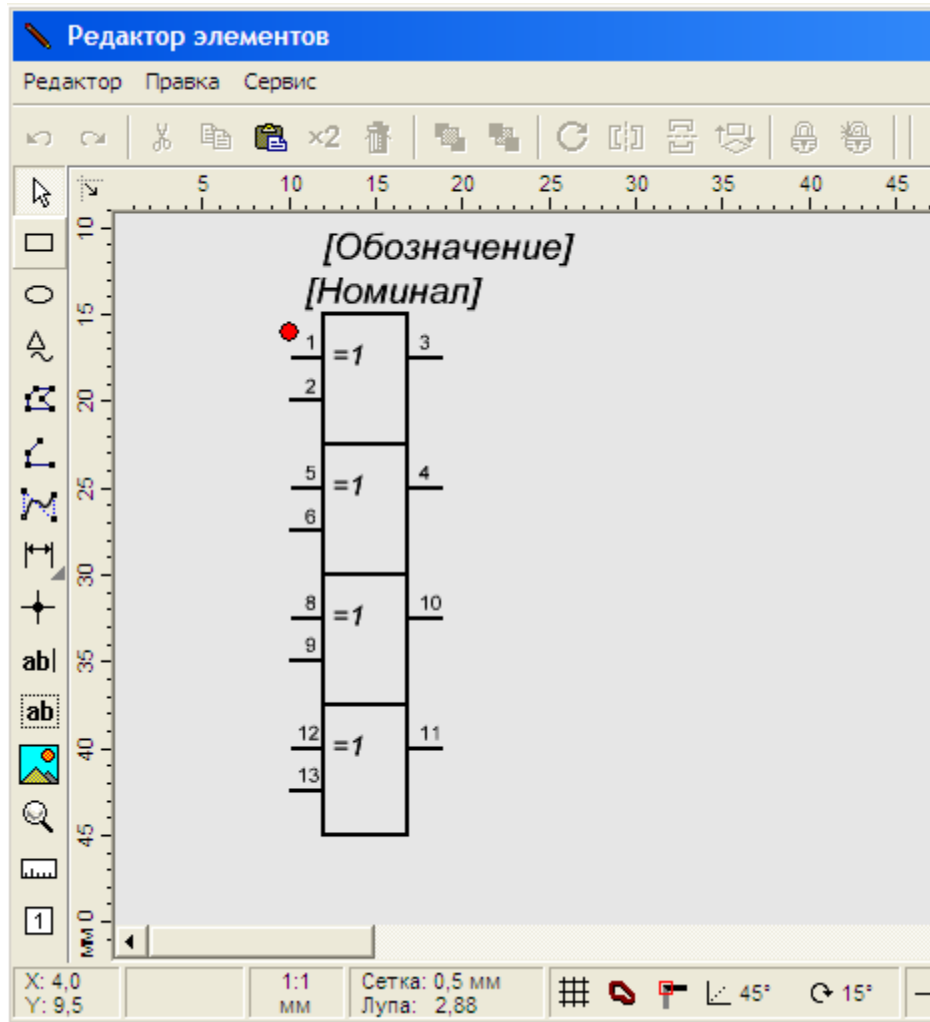 Редактор элементов
Редактор Правка Сервис
×2
5 10 15 20 25 30 35 40 45
10
15
20
25
30
35
40
45
0
мм
[Обозначение]
[Номинал]
1 =1 3
2
5 =1 4
6
8 =1 10
9
12 =1 11
13
ab|
ab
1
X: 4,0
Y: 9,5
1:1
мм
Сетка: 0,5 мм
Лупа: 2,88
45°
15°